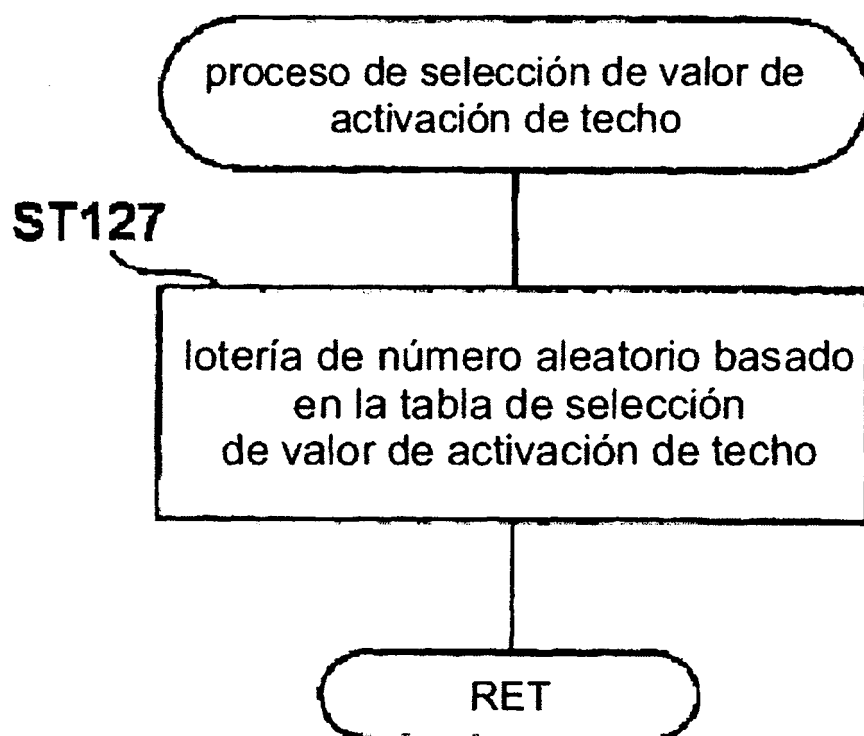 proceso de selección de valor de
activación de techo
ST127
lotería de número aleatorio basado
en la tabla de selección
de valor de activación de techo
RET